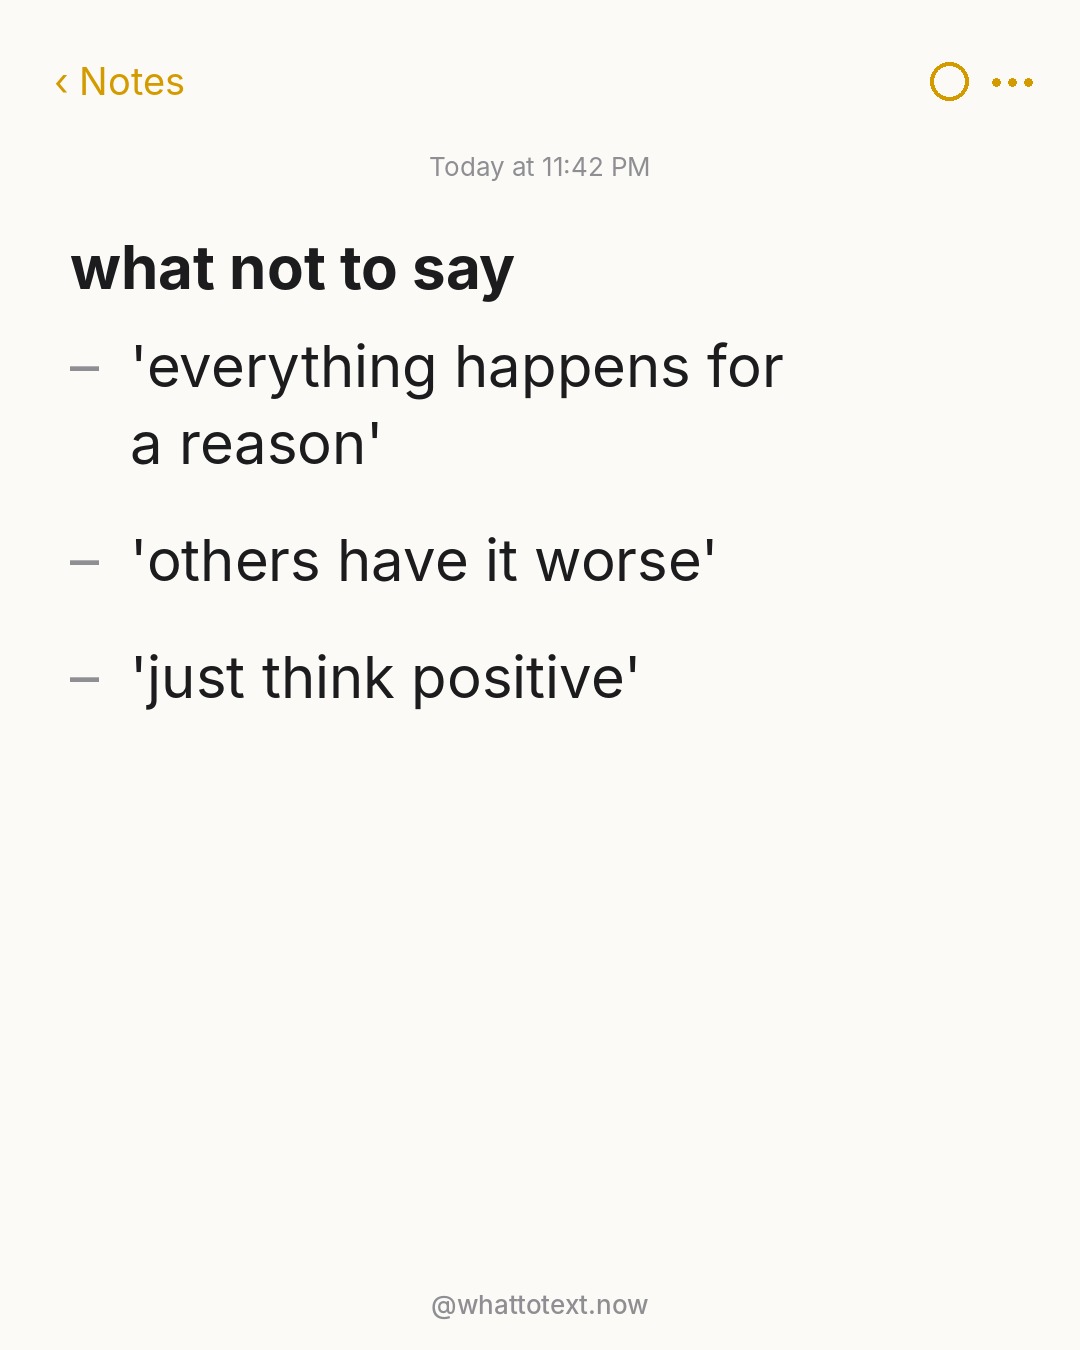 ‹ Notes
Today at 11:42 PM
what not to say
– 'everything happens for
a reason'
– 'others have it worse'
– 'just think positive'
@whattotext.now